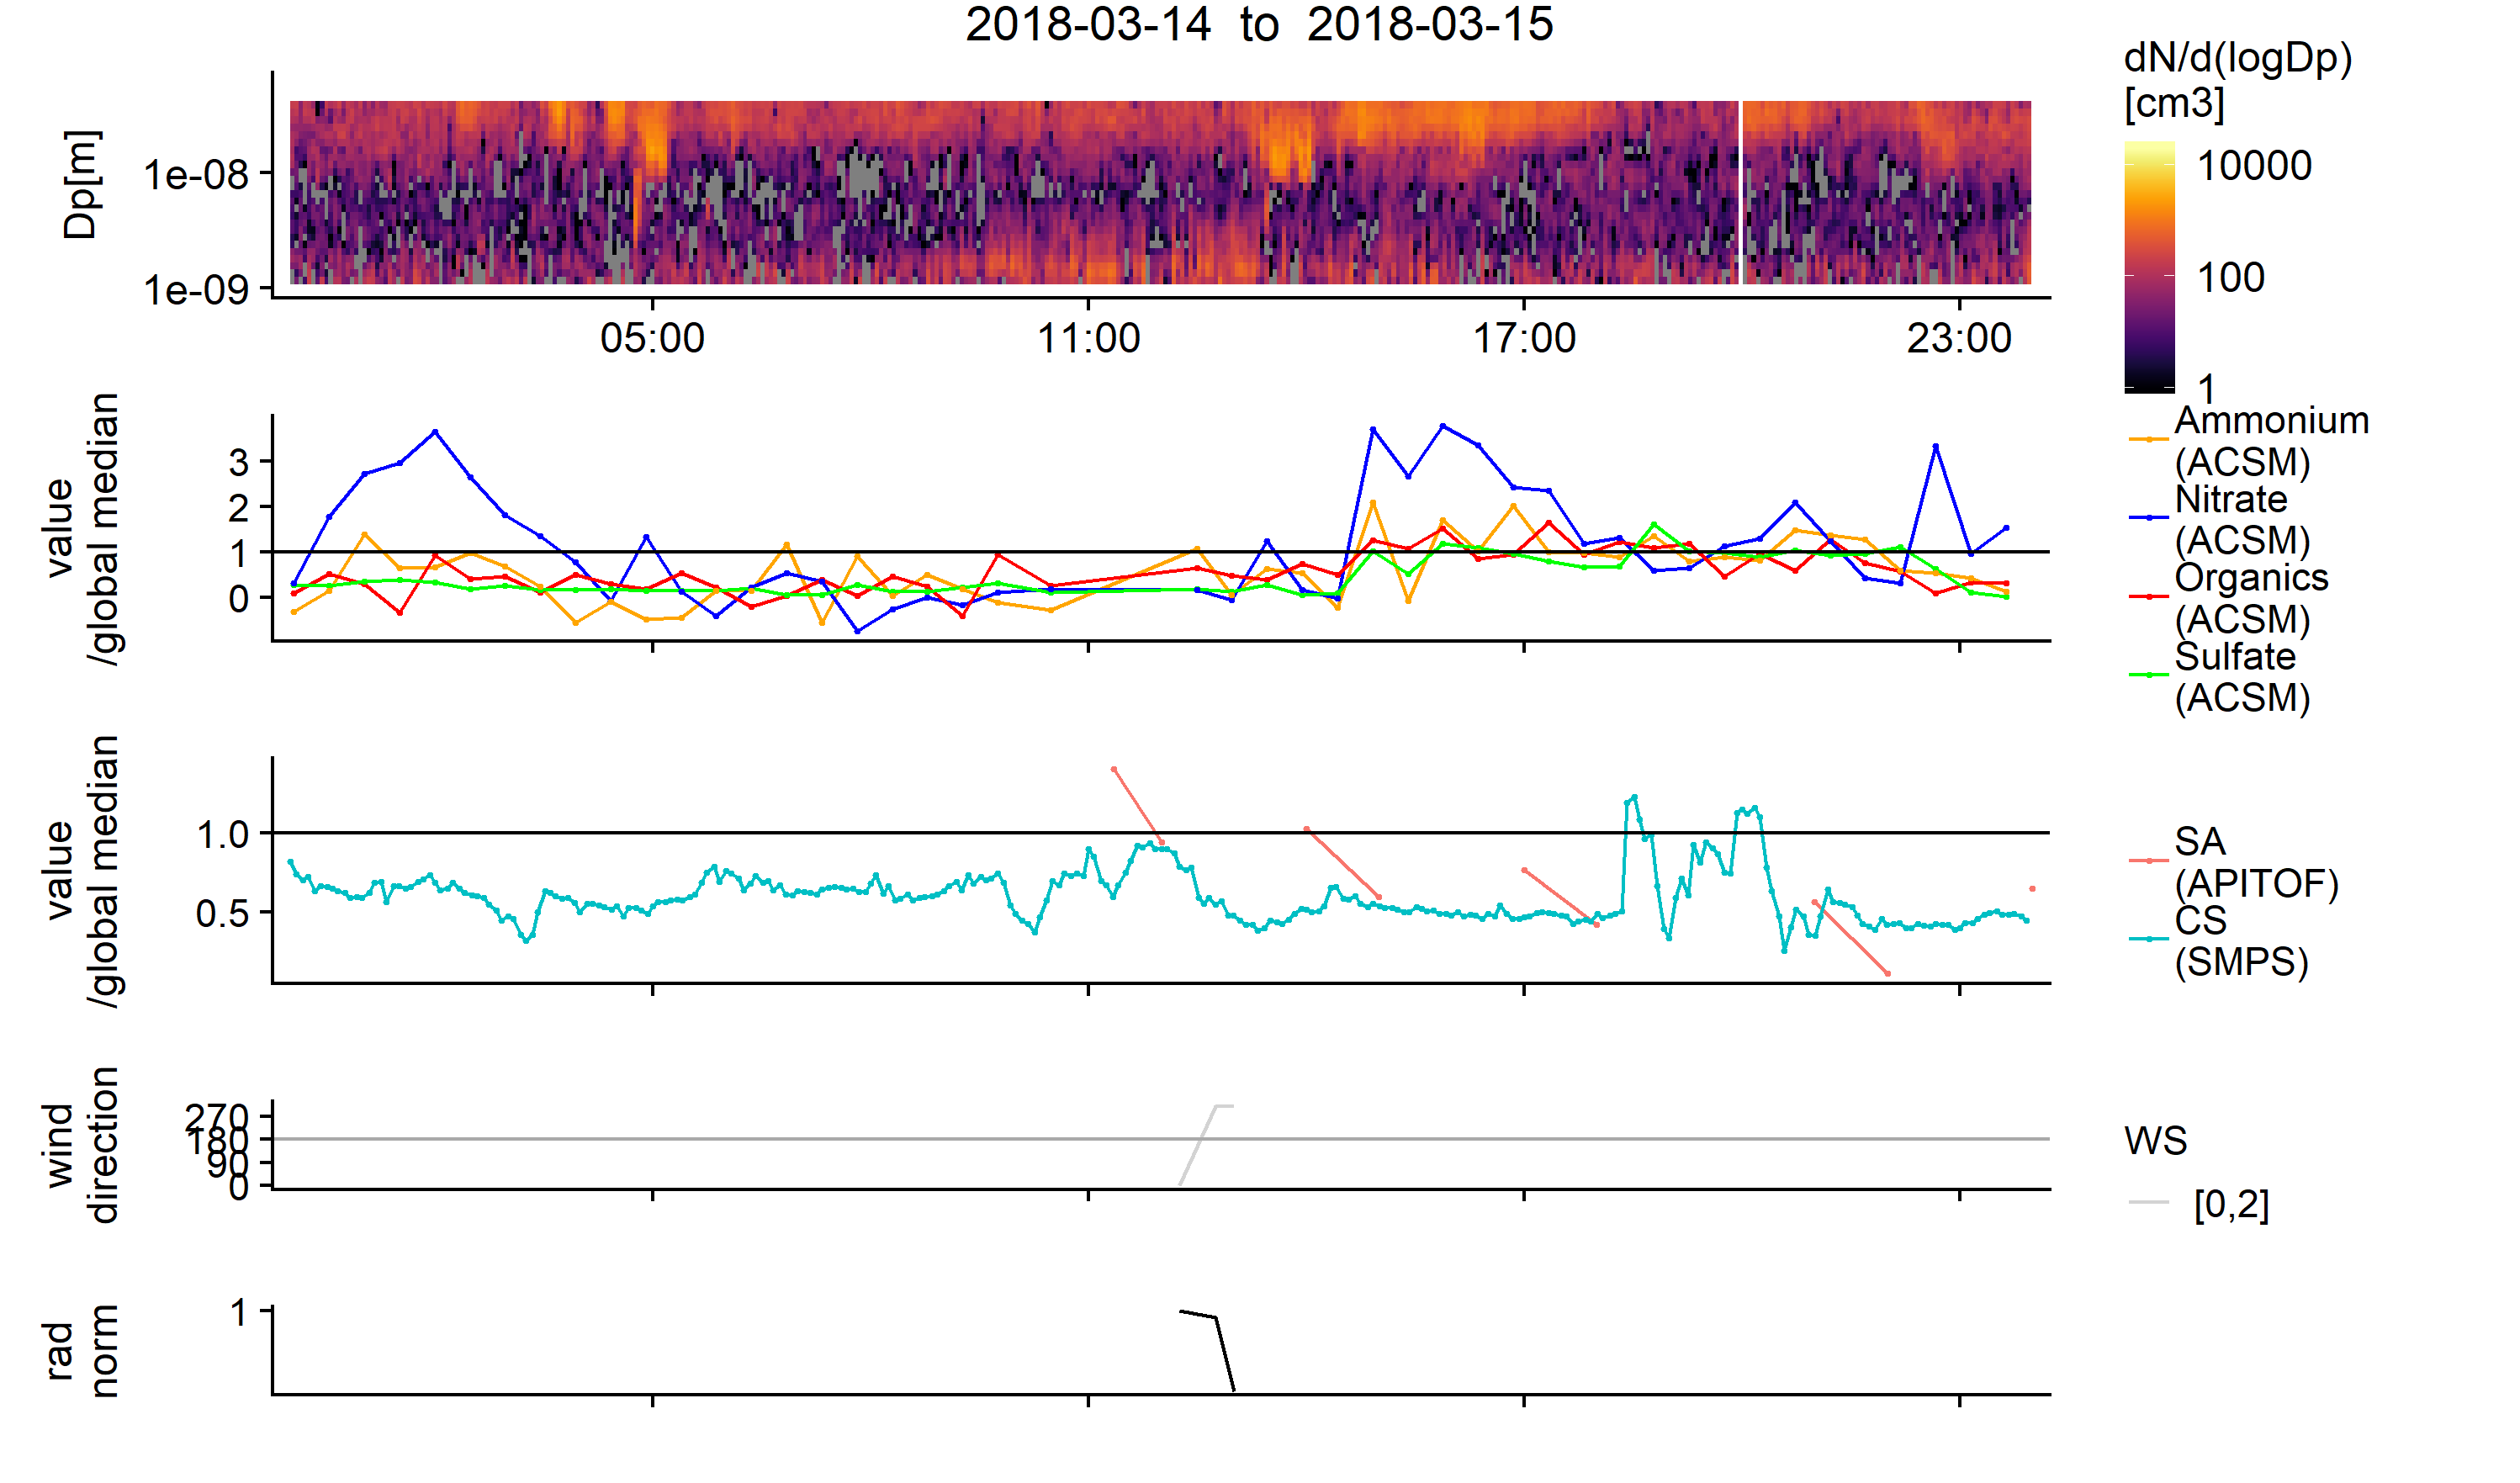 2018-03-14 to 2018-03-15
Dp[m]
1e-08
1e-09
05:00
11:00
17:00
23:00
dN/d(logDp)
[cm3]
10000
100
1
value
/global median
3
2
1
0
Ammonium
(ACSM)
Nitrate
(ACSM)
Organics
(ACSM)
Sulfate
(ACSM)
value
/global median
1.0
0.5
SA
(APITOF)
CS
(SMPS)
wind
direction
270
180
90
0
WS
[0,2]
rad
norm
1